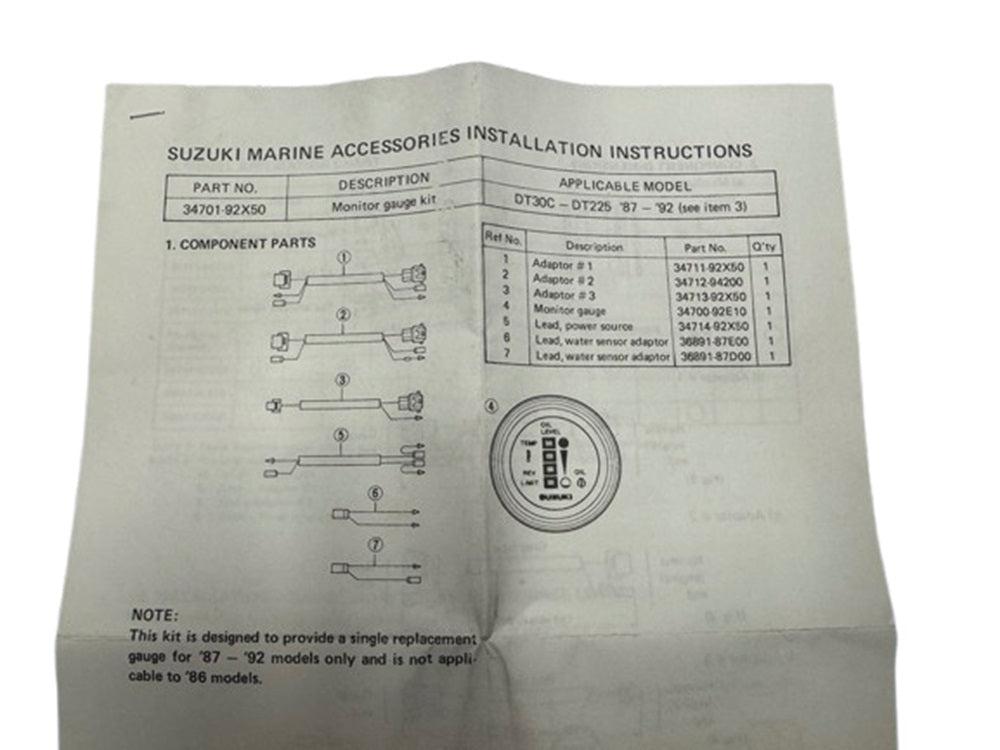 SUZUKI MARINE ACCESSORIES INSTALLATION INSTRUCTIONS
PART NO. DESCRIPTION APPLICABLE MODEL
34701-92X50 Monitor gauge kit DT30C – DT225 '87 – '92 (see item 3)
1. COMPONENT PARTS
Ref No. Description Part No. Q'ty
1 Adaptor #1 34711-92X50 1
2 Adaptor #2 34712-94200 1
3 Adaptor #3 34713-92X50 1
4 Monitor gauge 34700-92E10 1
5 Lead, power source 34714-92X50 1
6 Lead, water sensor adaptor 36891-87E00 1
7 Lead, water sensor adaptor 36891-87D00 1
①
②
③
⑤
⑥
⑦
④
OIL
LEVEL
TEMP
REV OIL
LIMIT
SUZUKI
NOTE:
This kit is designed to provide a single replacement
gauge for '87 – '92 models only and is not appli-
cable to '86 models.